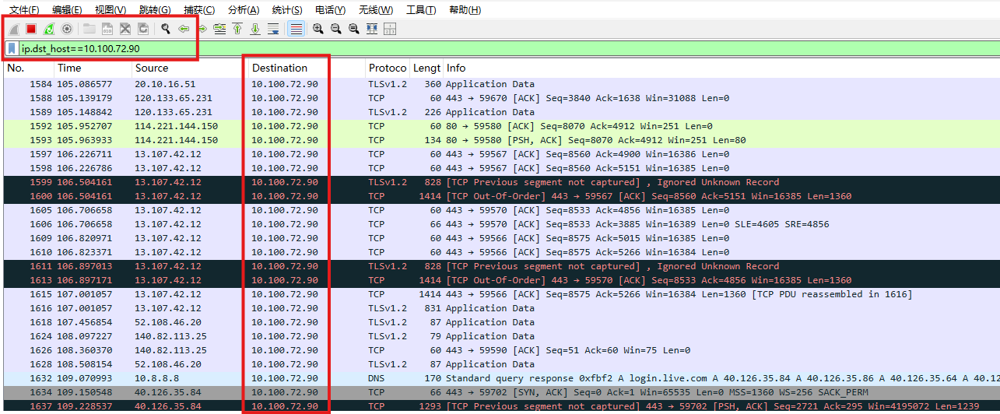 文件(F) 编辑(E) 视图(V) 跳转(G) 捕获(C) 分析(A) 统计(S) 电话(Y) 无线(W) 工具(T) 帮助(H)
ip.dst_host==10.100.72.90
No. Time Source Destination Protoco Lengt Info
1584 105.086577 20.10.16.51 10.100.72.90 TLSv1.2 360 Application Data
1588 105.139179 120.133.65.231 10.100.72.90 TCP 60 443 → 59670 [ACK] Seq=3840 Ack=1638 Win=31088 Len=0
1589 105.148842 120.133.65.231 10.100.72.90 TLSv1.2 226 Application Data
1592 105.952707 114.221.144.150 10.100.72.90 TCP 60 80 → 59580 [ACK] Seq=8070 Ack=4912 Win=251 Len=0
1593 105.963933 114.221.144.150 10.100.72.90 TCP 134 80 → 59580 [PSH, ACK] Seq=8070 Ack=4912 Win=251 Len=80
1597 106.226711 13.107.42.12 10.100.72.90 TCP 60 443 → 59567 [ACK] Seq=8560 Ack=4900 Win=16386 Len=0
1598 106.226786 13.107.42.12 10.100.72.90 TCP 60 443 → 59567 [ACK] Seq=8560 Ack=5151 Win=16385 Len=0
1599 106.504161 13.107.42.12 10.100.72.90 TLSv1.2 828 [TCP Previous segment not captured] , Ignored Unknown Record
1600 106.504161 13.107.42.12 10.100.72.90 TCP 1414 [TCP Out-Of-Order] 443 → 59567 [ACK] Seq=8560 Ack=5151 Win=16385 Len=1360
1605 106.706658 13.107.42.12 10.100.72.90 TCP 60 443 → 59570 [ACK] Seq=8533 Ack=4856 Win=16385 Len=0
1606 106.706658 13.107.42.12 10.100.72.90 TCP 66 443 → 59570 [ACK] Seq=8533 Ack=3885 Win=16389 Len=0 SLE=4605 SRE=4856
1609 106.820971 13.107.42.12 10.100.72.90 TCP 60 443 → 59566 [ACK] Seq=8575 Ack=5015 Win=16385 Len=0
1610 106.823371 13.107.42.12 10.100.72.90 TCP 60 443 → 59566 [ACK] Seq=8575 Ack=5266 Win=16384 Len=0
1611 106.897013 13.107.42.12 10.100.72.90 TLSv1.2 828 [TCP Previous segment not captured] , Ignored Unknown Record
1613 106.897171 13.107.42.12 10.100.72.90 TCP 1414 [TCP Out-Of-Order] 443 → 59570 [ACK] Seq=8533 Ack=4856 Win=16385 Len=1360
1615 107.001057 13.107.42.12 10.100.72.90 TCP 1414 443 → 59566 [ACK] Seq=8575 Ack=5266 Win=16384 Len=1360 [TCP PDU reassembled in 1616]
1616 107.001057 13.107.42.12 10.100.72.90 TLSv1.2 831 Application Data
1618 107.456854 52.108.46.20 10.100.72.90 TLSv1.2 87 Application Data
1624 108.097227 140.82.113.25 10.100.72.90 TLSv1.2 79 Application Data
1626 108.360370 140.82.113.25 10.100.72.90 TCP 60 443 → 59590 [ACK] Seq=51 Ack=60 Win=75 Len=0
1628 108.508154 52.108.46.20 10.100.72.90 TLSv1.2 87 Application Data
1632 109.070993 10.8.8.8 10.100.72.90 DNS 170 Standard query response 0xfbf2 A login.live.com A 40.126.35.84 A 40.126.35.86 A 40.126.35.64 A 40.12
1634 109.150548 40.126.35.84 10.100.72.90 TCP 66 443 → 59702 [SYN, ACK] Seq=0 Ack=1 Win=65535 Len=0 MSS=1360 WS=256 SACK_PERM
1637 109.228537 40.126.35.84 10.100.72.90 TCP 1293 [TCP Previous segment not captured] 443 → 59702 [PSH, ACK] Seq=2721 Ack=295 Win=4195072 Len=1239